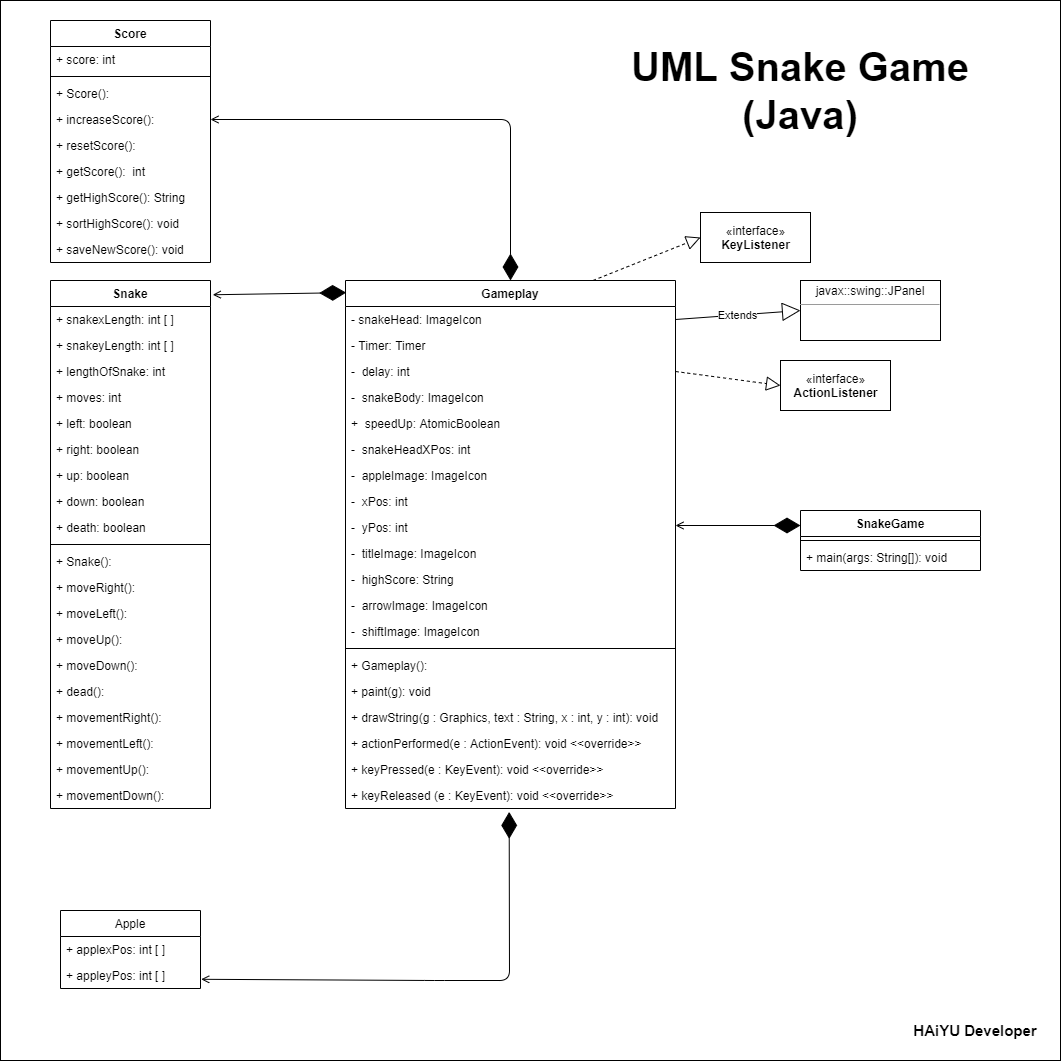 UML Snake Game
(Java)
Score
+ score: int
+ Score():
+ increaseScore():
+ resetScore():
+ getScore():  int
+ getHighScore(): String
+ sortHighScore(): void
+ saveNewScore(): void
Snake
+ snakexLength: int [ ]
+ snakeyLength: int [ ]
+ lengthOfSnake: int
+ moves: int
+ left: boolean
+ right: boolean
+ up: boolean
+ down: boolean
+ death: boolean
+ Snake():
+ moveRight():
+ moveLeft():
+ moveUp():
+ moveDown():
+ dead():
+ movementRight():
+ movementLeft():
+ movementUp():
+ movementDown():
Gameplay
- snakeHead: ImageIcon
- Timer: Timer
-  delay: int
-  snakeBody: ImageIcon
+  speedUp: AtomicBoolean
-  snakeHeadXPos: int
-  appleImage: ImageIcon
-  xPos: int
-  yPos: int
-  titleImage: ImageIcon
-  highScore: String
-  arrowImage: ImageIcon
-  shiftImage: ImageIcon
+ Gameplay():
+ paint(g): void
+ drawString(g : Graphics, text : String, x : int, y : int): void
+ actionPerformed(e : ActionEvent): void <<override>>
+ keyPressed(e : KeyEvent): void <<override>>
+ keyReleased (e : KeyEvent): void <<override>>
«interface»
KeyListener
javax::swing::JPanel
Extends
«interface»
ActionListener
SnakeGame
+ main(args: String[]): void
Apple
+ applexPos: int [ ]
+ appleyPos: int [ ]
HAiYU Developer